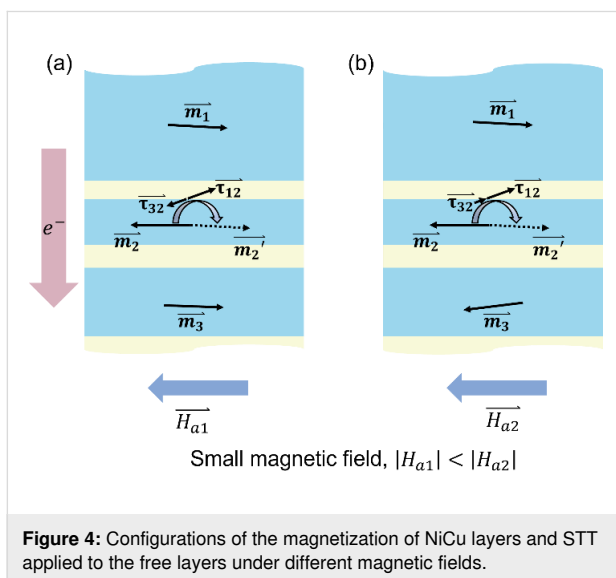 (a) (b)
m₁ m₁
τ₁₂ τ₁₂
τ₃₂ τ₃₂
e⁻
m₂ m₂′ m₂ m₂′
m₃ m₃
Hₐ₁ Hₐ₂
Small magnetic field, |Hₐ₁| < |Hₐ₂|
Figure 4: Configurations of the magnetization of NiCu layers and STT
applied to the free layers under different magnetic fields.